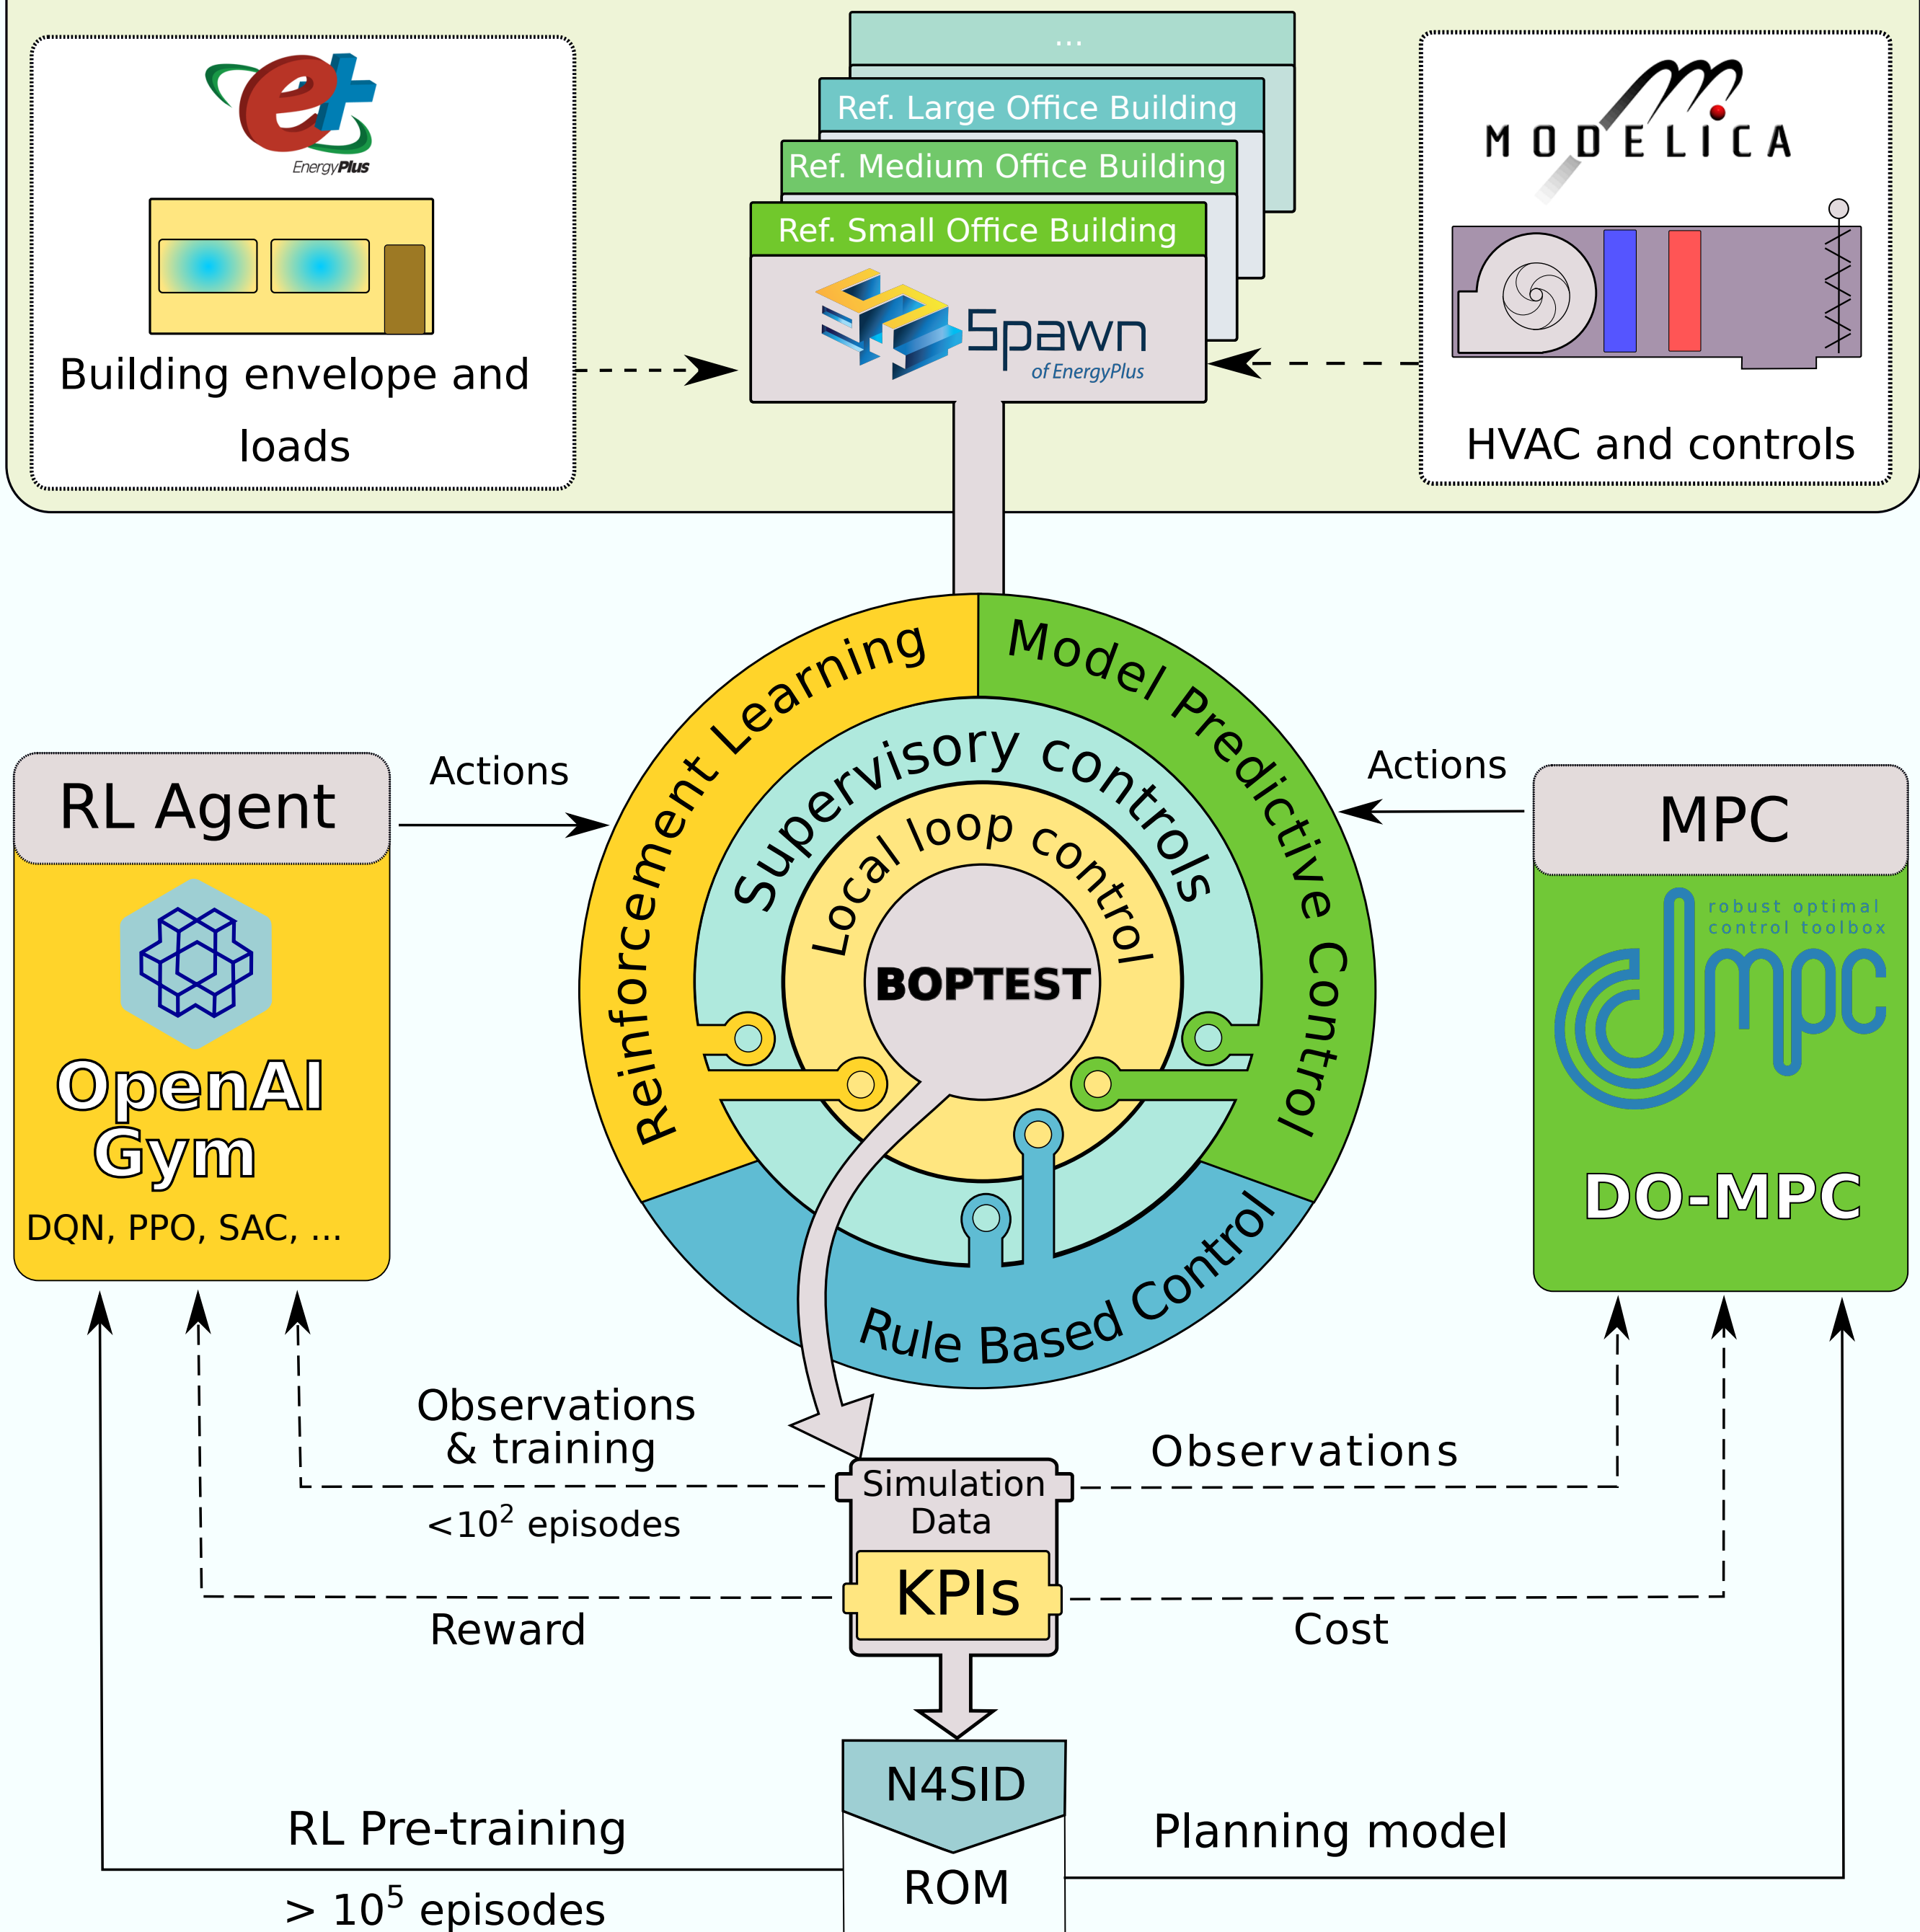 EnergyPlus
Building envelope and
loads
...
Ref. Large Office Building
Ref. Medium Office Building
Ref. Small Office Building
Spawn
of EnergyPlus
MODELICA
HVAC and controls
Reinforcement Learning
Model Predictive Control
Supervisory controls
Local loop control
BOPTEST
Rule Based Control
RL Agent
OpenAI
Gym
DQN, PPO, SAC, ...
Actions
Actions
MPC
robust optimal
control toolbox
dmpc
DO-MPC
Observations
& training
<10² episodes
Reward
Simulation
Data
KPIs
Observations
Cost
N4SID
ROM
RL Pre-training
> 10⁵ episodes
Planning model